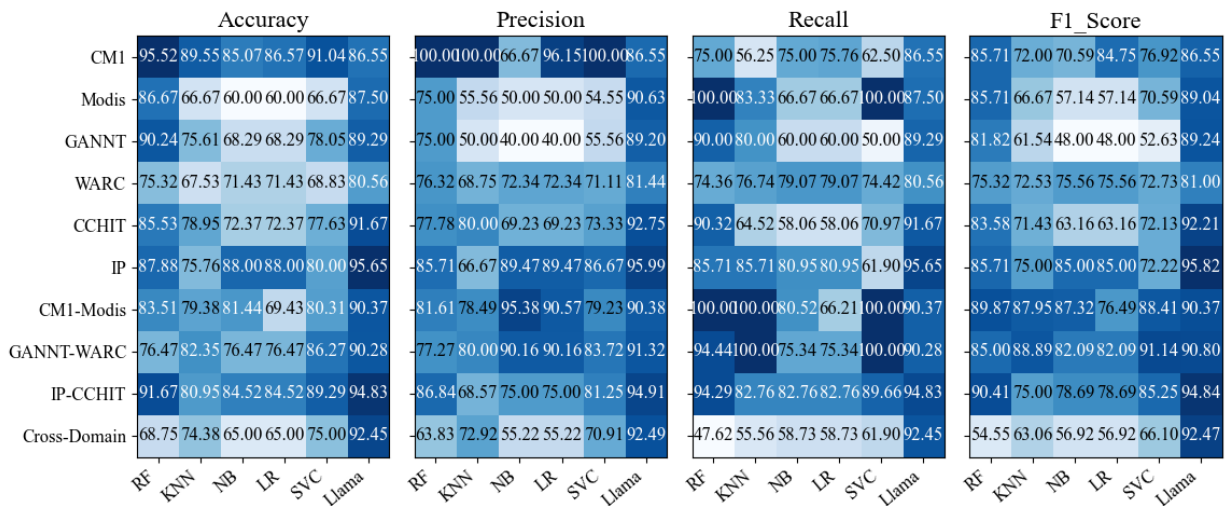 Accuracy Precision Recall F1_Score
CM1 95.52 89.55 85.07 86.57 91.04 86.55 100.00 100.00 66.67 96.15 100.00 86.55 75.00 56.25 75.00 75.76 62.50 86.55 85.71 72.00 70.59 84.75 76.92 86.55
Modis 86.67 66.67 60.00 60.00 66.67 87.50 75.00 55.56 50.00 50.00 54.55 90.63 100.00 83.33 66.67 66.67 100.00 87.50 85.71 66.67 57.14 57.14 70.59 89.04
GANNT 90.24 75.61 68.29 68.29 78.05 89.29 75.00 50.00 40.00 40.00 55.56 89.20 90.00 80.00 60.00 60.00 50.00 89.29 81.82 61.54 48.00 48.00 52.63 89.24
WARC 75.32 67.53 71.43 71.43 68.83 80.56 76.32 68.75 72.34 72.34 71.11 81.44 74.36 76.74 79.07 79.07 74.42 80.56 75.32 72.53 75.56 75.56 72.73 81.00
CCHIT 85.53 78.95 72.37 72.37 77.63 91.67 77.78 80.00 69.23 69.23 73.33 92.75 90.32 64.52 58.06 58.06 70.97 91.67 83.58 71.43 63.16 63.16 72.13 92.21
IP 87.88 75.76 88.00 88.00 80.00 95.65 85.71 66.67 89.47 89.47 86.67 95.99 85.71 85.71 80.95 80.95 61.90 95.65 85.71 75.00 85.00 85.00 72.22 95.82
CM1-Modis 83.51 79.38 81.44 69.43 80.31 90.37 81.61 78.49 95.38 90.57 79.23 90.38 100.00 100.00 80.52 66.21 100.00 90.37 89.87 87.95 87.32 76.49 88.41 90.37
GANNT-WARC 76.47 82.35 76.47 76.47 86.27 90.28 77.27 80.00 90.16 90.16 83.72 91.32 94.44 100.00 75.34 75.34 100.00 90.28 85.00 88.89 82.09 82.09 91.14 90.80
IP-CCHIT 91.67 80.95 84.52 84.52 89.29 94.83 86.84 68.57 75.00 75.00 81.25 94.91 94.29 82.76 82.76 82.76 89.66 94.83 90.41 75.00 78.69 78.69 85.25 94.84
Cross-Domain 68.75 74.38 65.00 65.00 75.00 92.45 63.83 72.92 55.22 55.22 70.91 92.49 47.62 55.56 58.73 58.73 61.90 92.45 54.55 63.06 56.92 56.92 66.10 92.47
RF KNN NB LR SVC Llama RF KNN NB LR SVC Llama RF KNN NB LR SVC Llama RF KNN NB LR SVC Llama